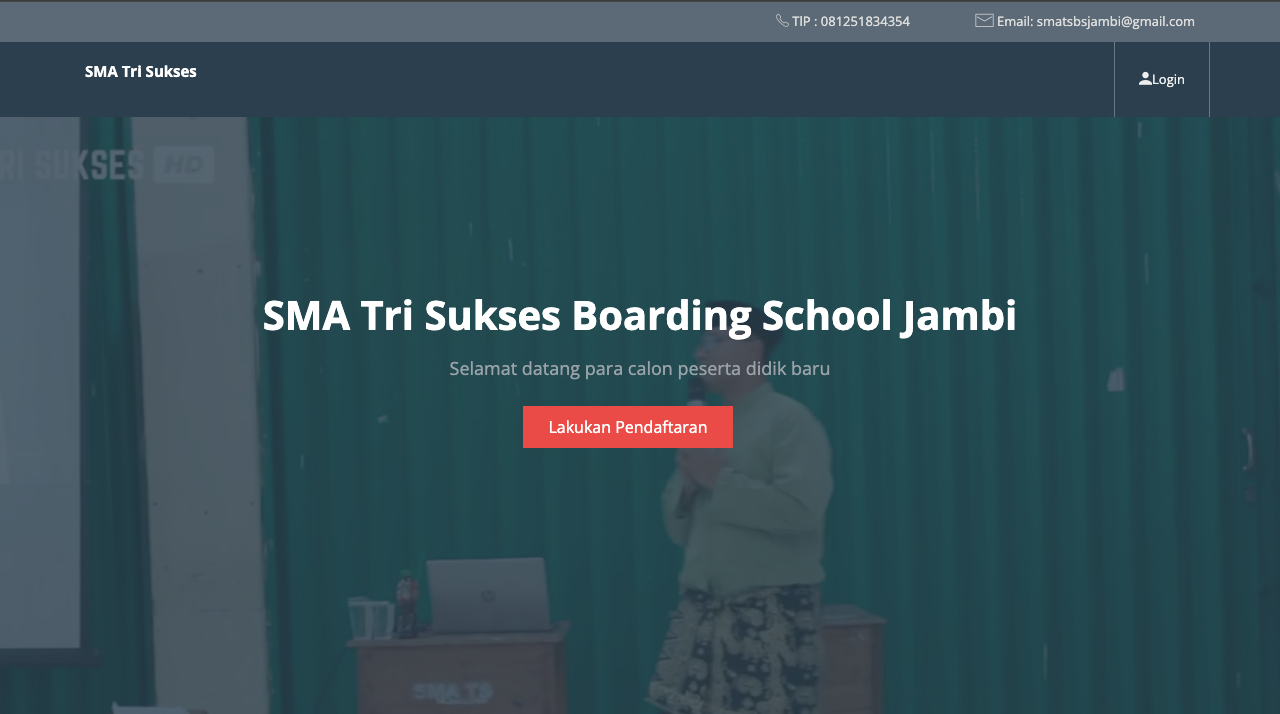 TIP : 081251834354
Email: smatsbsjambi@gmail.com
SMA Tri Sukses
Login
RI SUKSES HD
SMA Tri Sukses Boarding School Jambi
Selamat datang para calon peserta didik baru
Lakukan Pendaftaran
hp
SMA TS